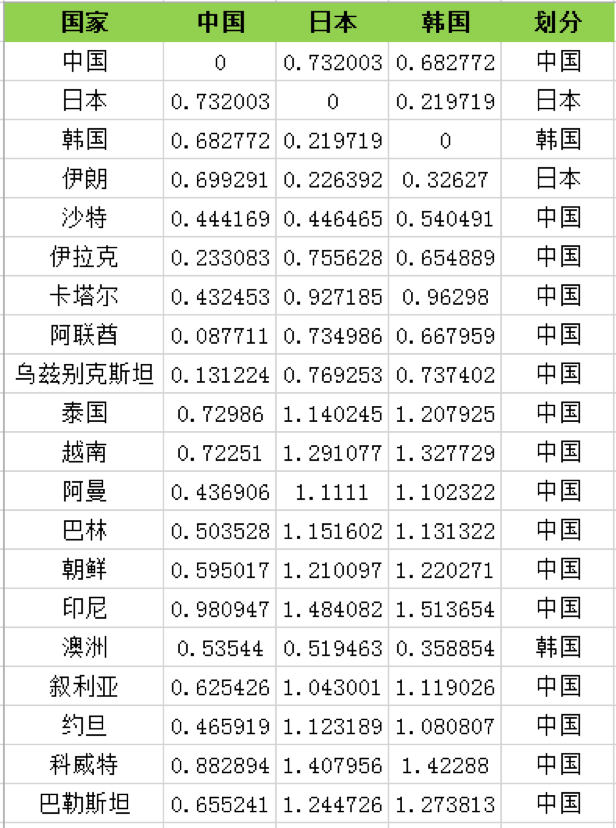 国家 中国 日本 韩国 划分
中国 0 0.732003 0.682772 中国
日本 0.732003 0 0.219719 日本
韩国 0.682772 0.219719 0 韩国
伊朗 0.699291 0.226392 0.32627 日本
沙特 0.444169 0.446465 0.540491 中国
伊拉克 0.233083 0.755628 0.654889 中国
卡塔尔 0.432453 0.927185 0.96298 中国
阿联酋 0.087711 0.734986 0.667959 中国
乌兹别克斯坦 0.131224 0.769253 0.737402 中国
泰国 0.72986 1.140245 1.207925 中国
越南 0.72251 1.291077 1.327729 中国
阿曼 0.436906 1.1111 1.102322 中国
巴林 0.503528 1.151602 1.131322 中国
朝鲜 0.595017 1.210097 1.220271 中国
印尼 0.980947 1.484082 1.513654 中国
澳洲 0.53544 0.519463 0.358854 韩国
叙利亚 0.625426 1.043001 1.119026 中国
约旦 0.465919 1.123189 1.080807 中国
科威特 0.882894 1.407956 1.42288 中国
巴勒斯坦 0.655241 1.244726 1.273813 中国